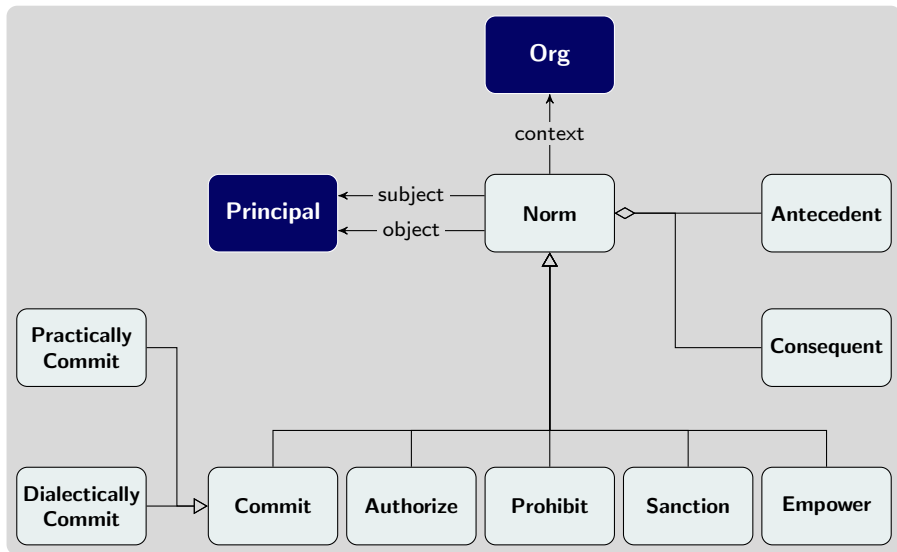 Org
context
Principal
subject
object
Norm
Antecedent
Practically
Commit
Consequent
Dialectically
Commit
Commit
Authorize
Prohibit
Sanction
Empower